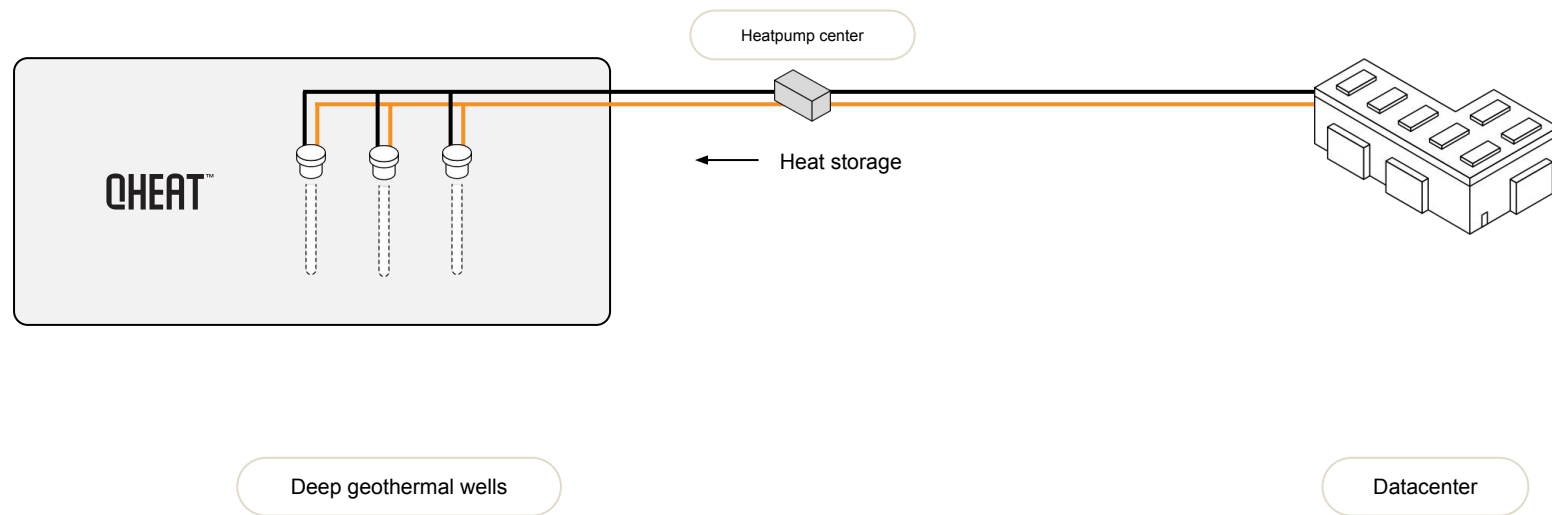 Heatpump center
Heat storage
QHEAT™
Deep geothermal wells
Datacenter